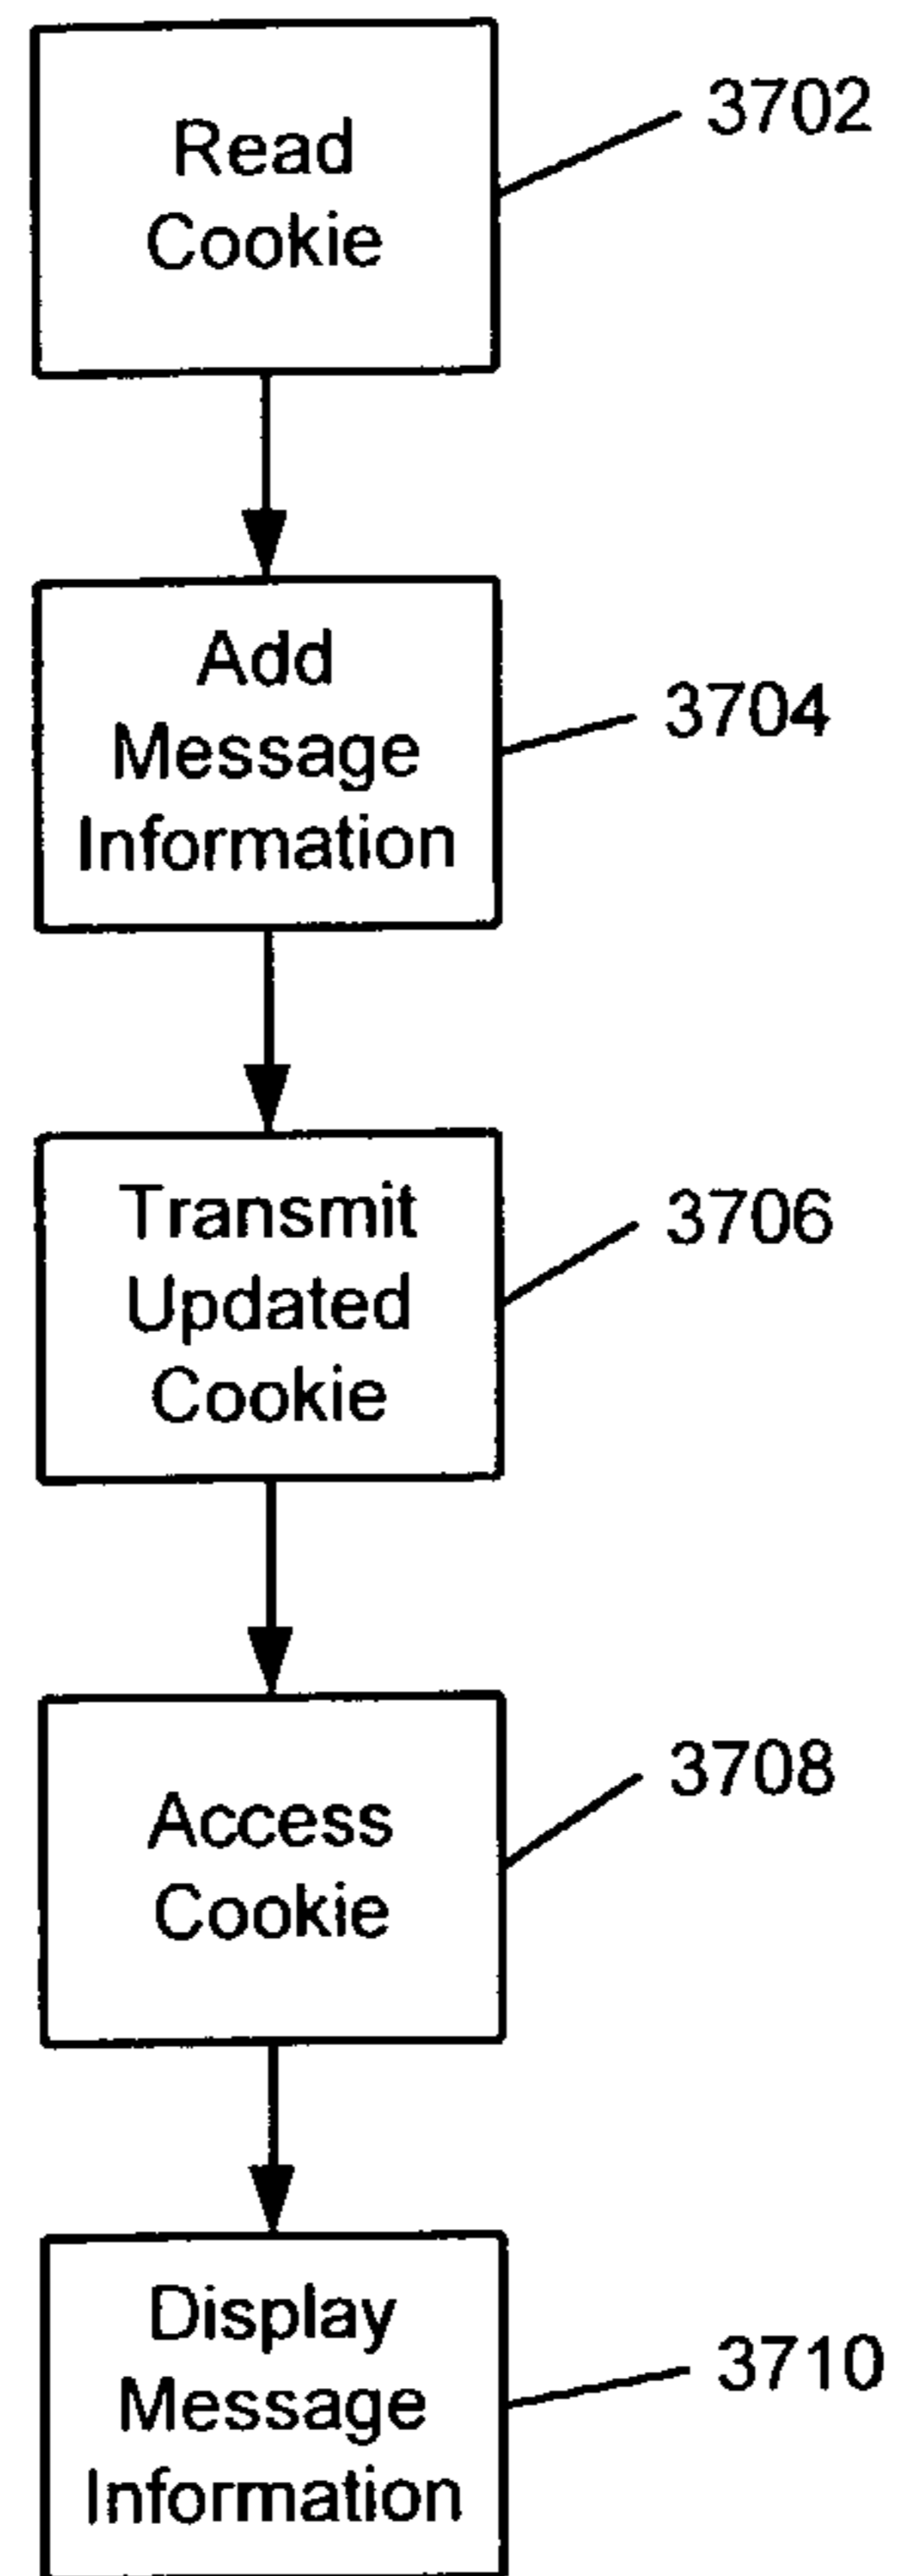 Read
Cookie
3702
Add
Message
Information
3704
Transmit
Updated
Cookie
3706
Access
Cookie
3708
Display
Message
Information
3710